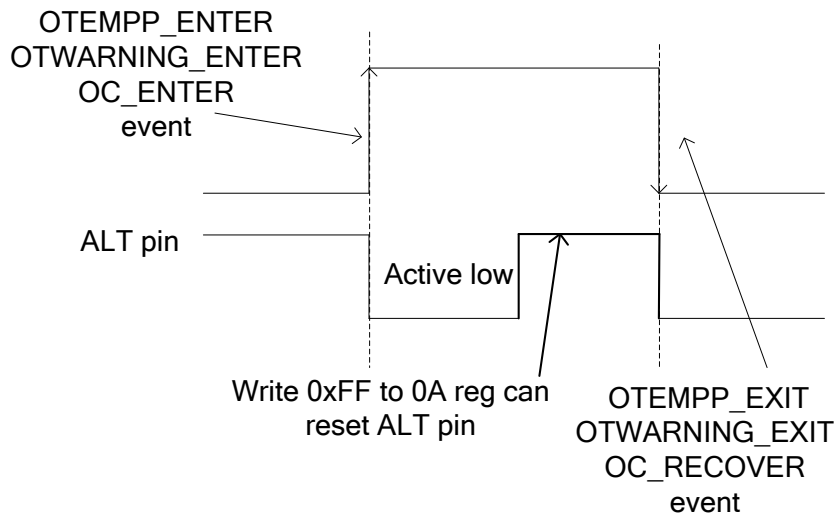 OTEMPP_ENTER
OTWARNING_ENTER
OC_ENTER
event
ALT pin
Active low
Write 0xFF to 0A reg can
reset ALT pin
OTEMPP_EXIT
OTWARNING_EXIT
OC_RECOVER
event